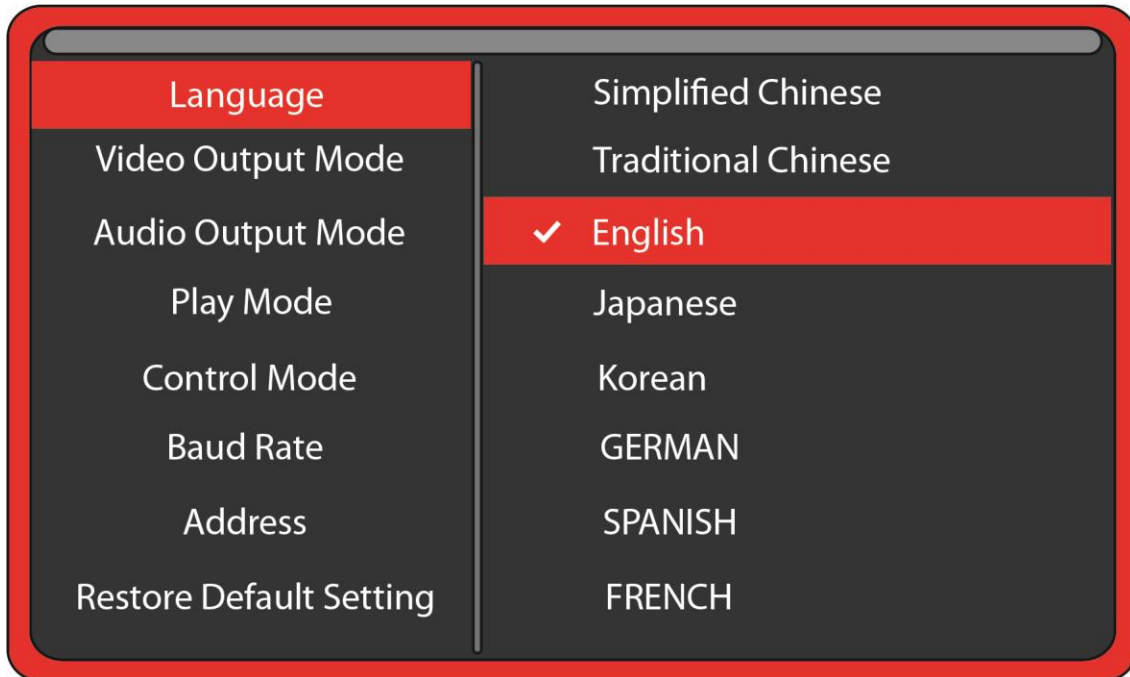 Language
Video Output Mode
Audio Output Mode
Play Mode
Control Mode
Baud Rate
Address
Restore Default Setting
Simplified Chinese
Traditional Chinese
English
Japanese
Korean
GERMAN
SPANISH
FRENCH